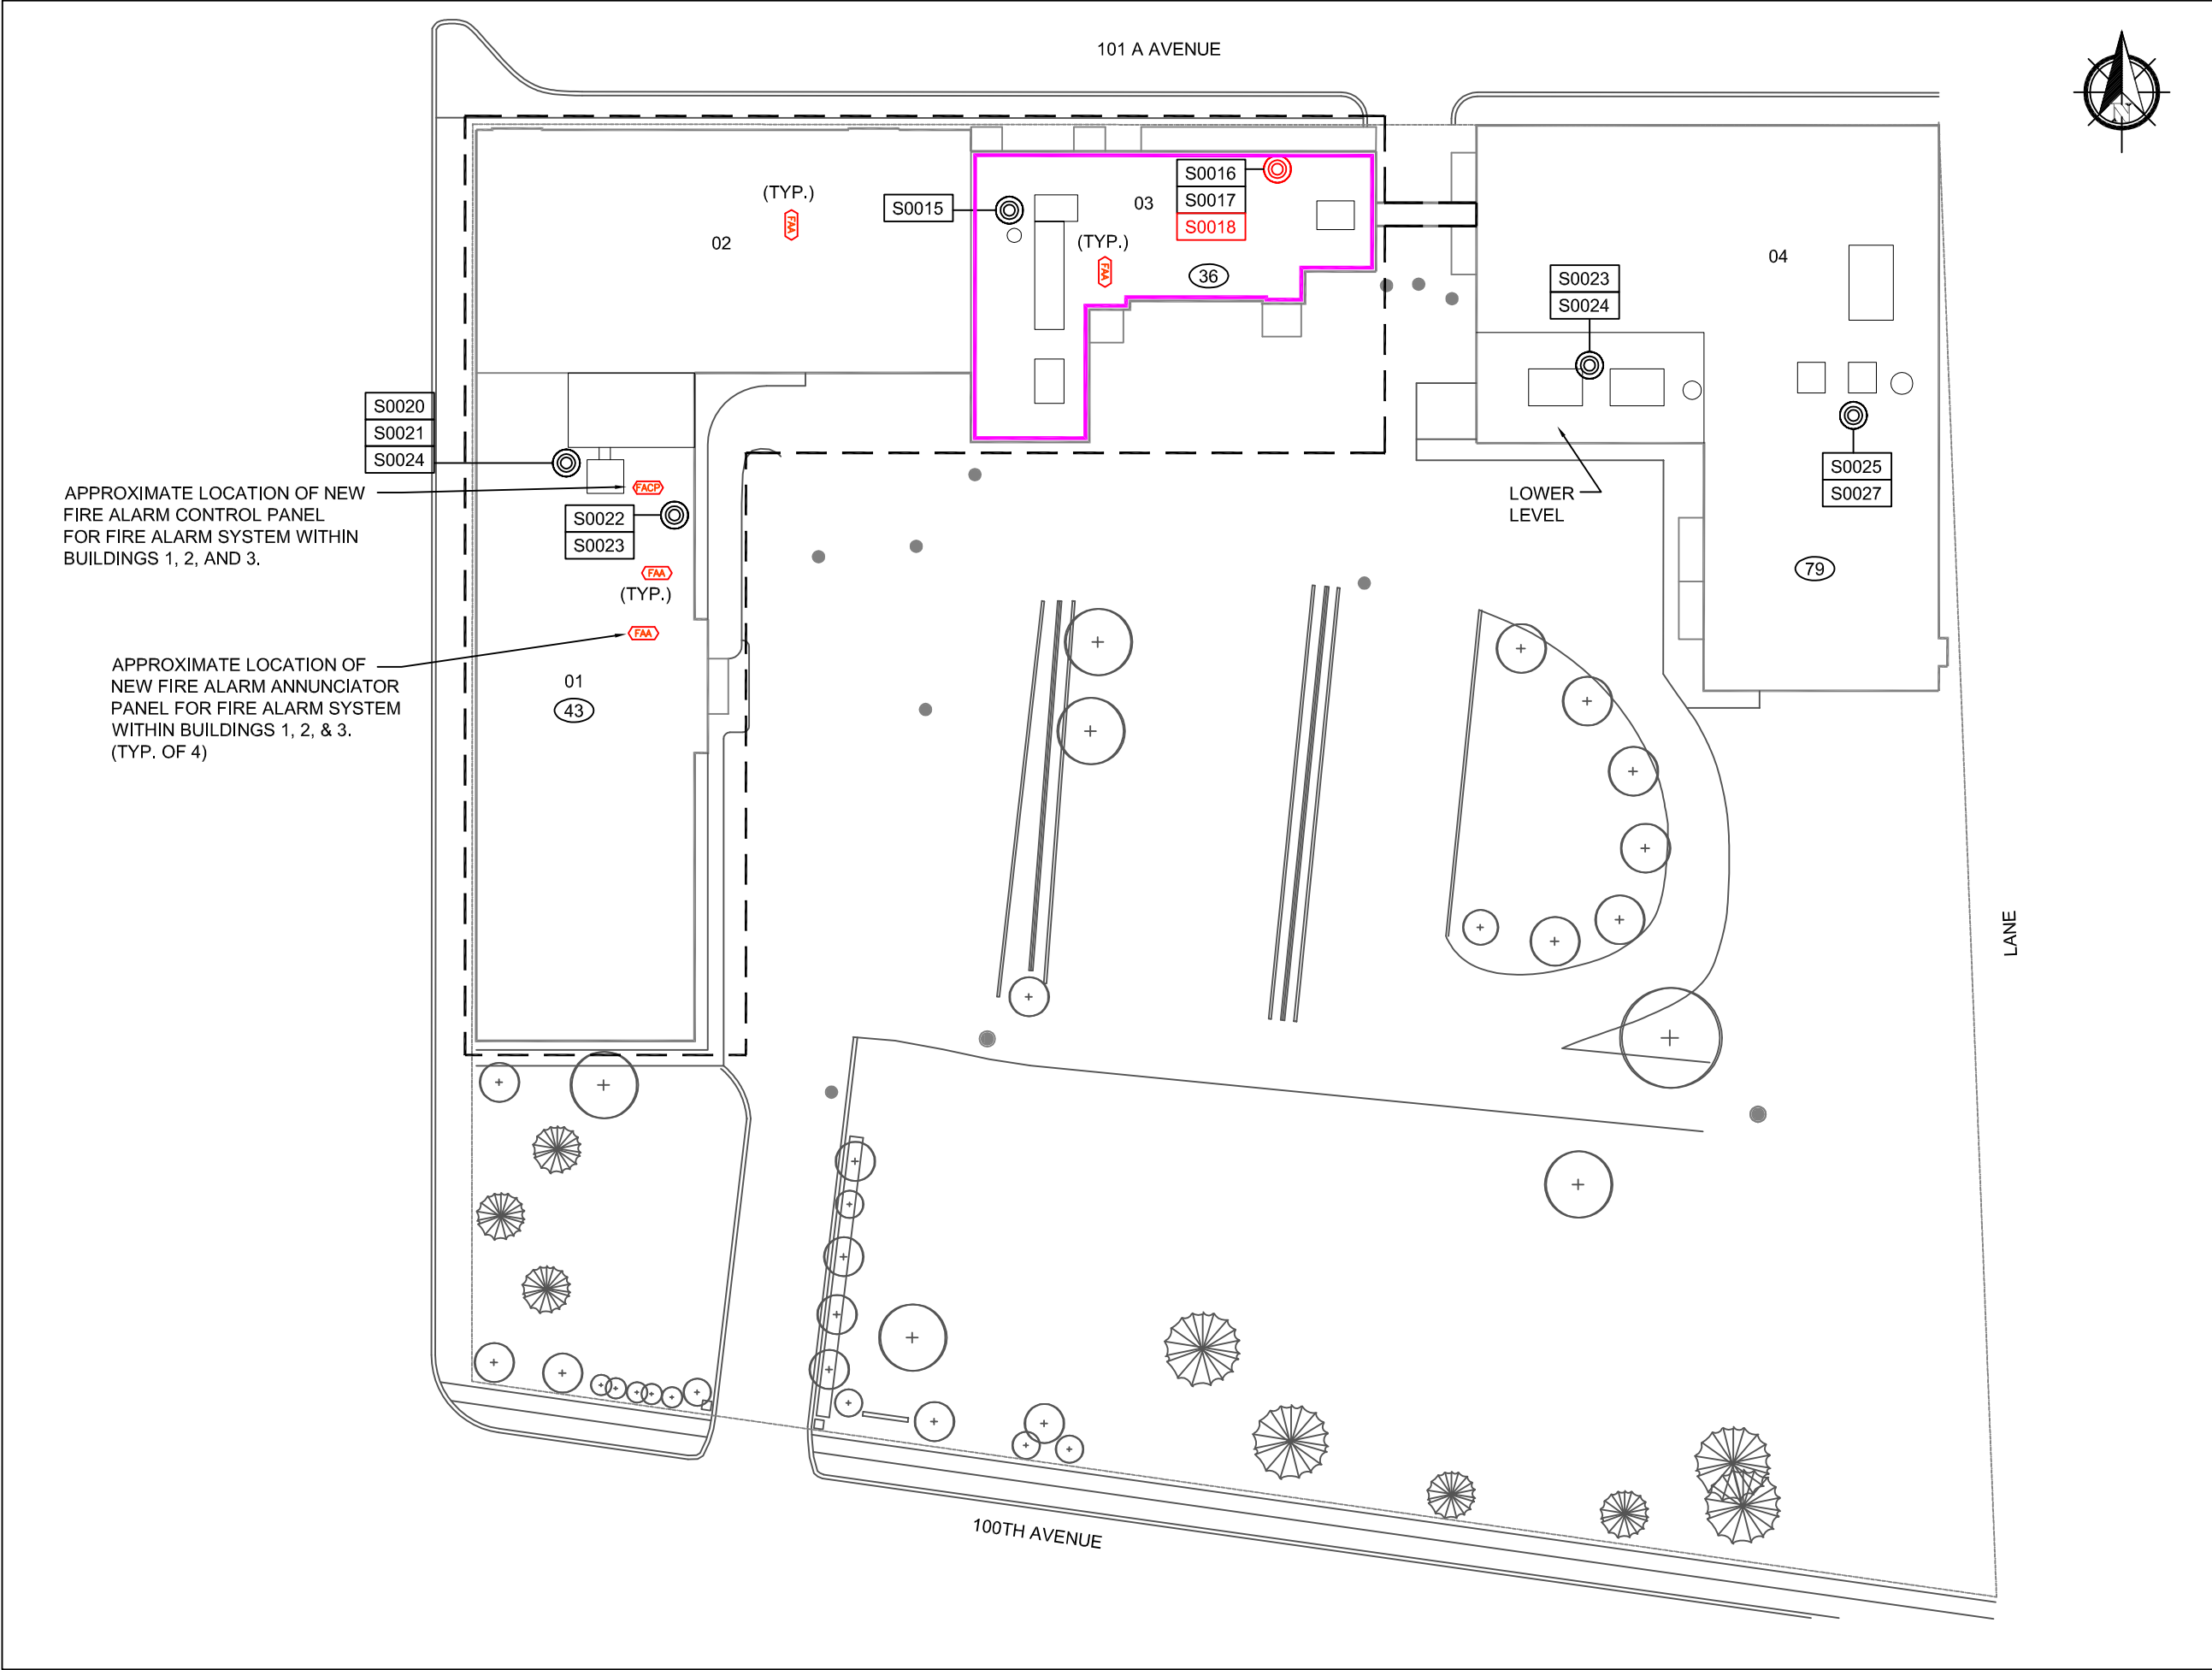 101 A AVENUE
N
(TYP.)
FAA
02
S0015
03
S0016
S0017
S0018
(TYP.)
FAA
36
04
S0023
S0024
S0020
S0021
S0024
APPROXIMATE LOCATION OF NEW
FIRE ALARM CONTROL PANEL
FOR FIRE ALARM SYSTEM WITHIN
BUILDINGS 1, 2, AND 3.
FACP
S0022
S0023
FAA
(TYP.)
FAA
LOWER
LEVEL
S0025
S0027
79
APPROXIMATE LOCATION OF
NEW FIRE ALARM ANNUNCIATOR
PANEL FOR FIRE ALARM SYSTEM
WITHIN BUILDINGS 1, 2, & 3.
(TYP. OF 4)
01
43
LANE
100TH AVENUE